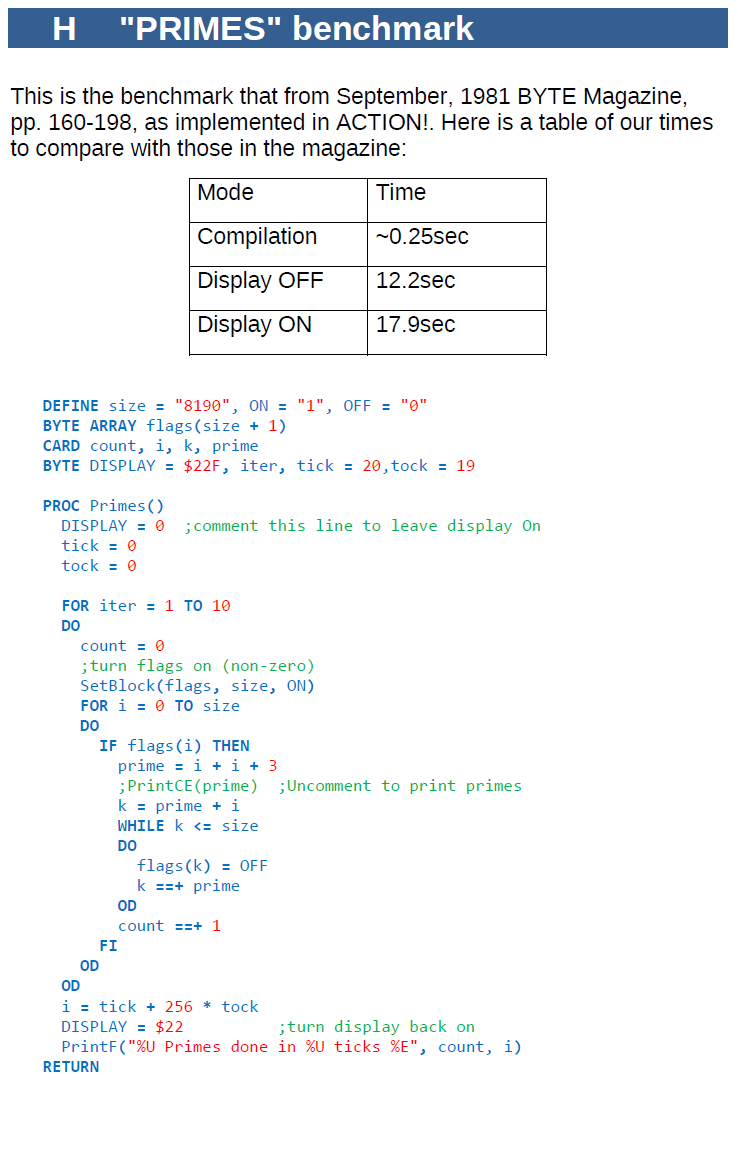 H "PRIMES" benchmark
This is the benchmark that from September, 1981 BYTE Magazine,
pp. 160-198, as implemented in ACTION!. Here is a table of our times
to compare with those in the magazine:
Mode Time
Compilation ~0.25sec
Display OFF 12.2sec
Display ON 17.9sec
DEFINE size = "8190", ON = "1", OFF = "0"
BYTE ARRAY flags(size + 1)
CARD count, i, k, prime
BYTE DISPLAY = $22F, iter, tick = 20,tock = 19
PROC Primes()
  DISPLAY = 0  ;comment this line to leave display On
  tick = 0
  tock = 0
  FOR iter = 1 TO 10
  DO
    count = 0
    ;turn flags on (non-zero)
    SetBlock(flags, size, ON)
    FOR i = 0 TO size
    DO
      IF flags(i) THEN
        prime = i + i + 3
        ;PrintCE(prime)  ;Uncomment to print primes
        k = prime + i
        WHILE k <= size
        DO
          flags(k) = OFF
          k ==+ prime
        OD
        count ==+ 1
      FI
    OD
  OD
  i = tick + 256 * tock
  DISPLAY = $22          ;turn display back on
  PrintF("%U Primes done in %U ticks %E", count, i)
RETURN